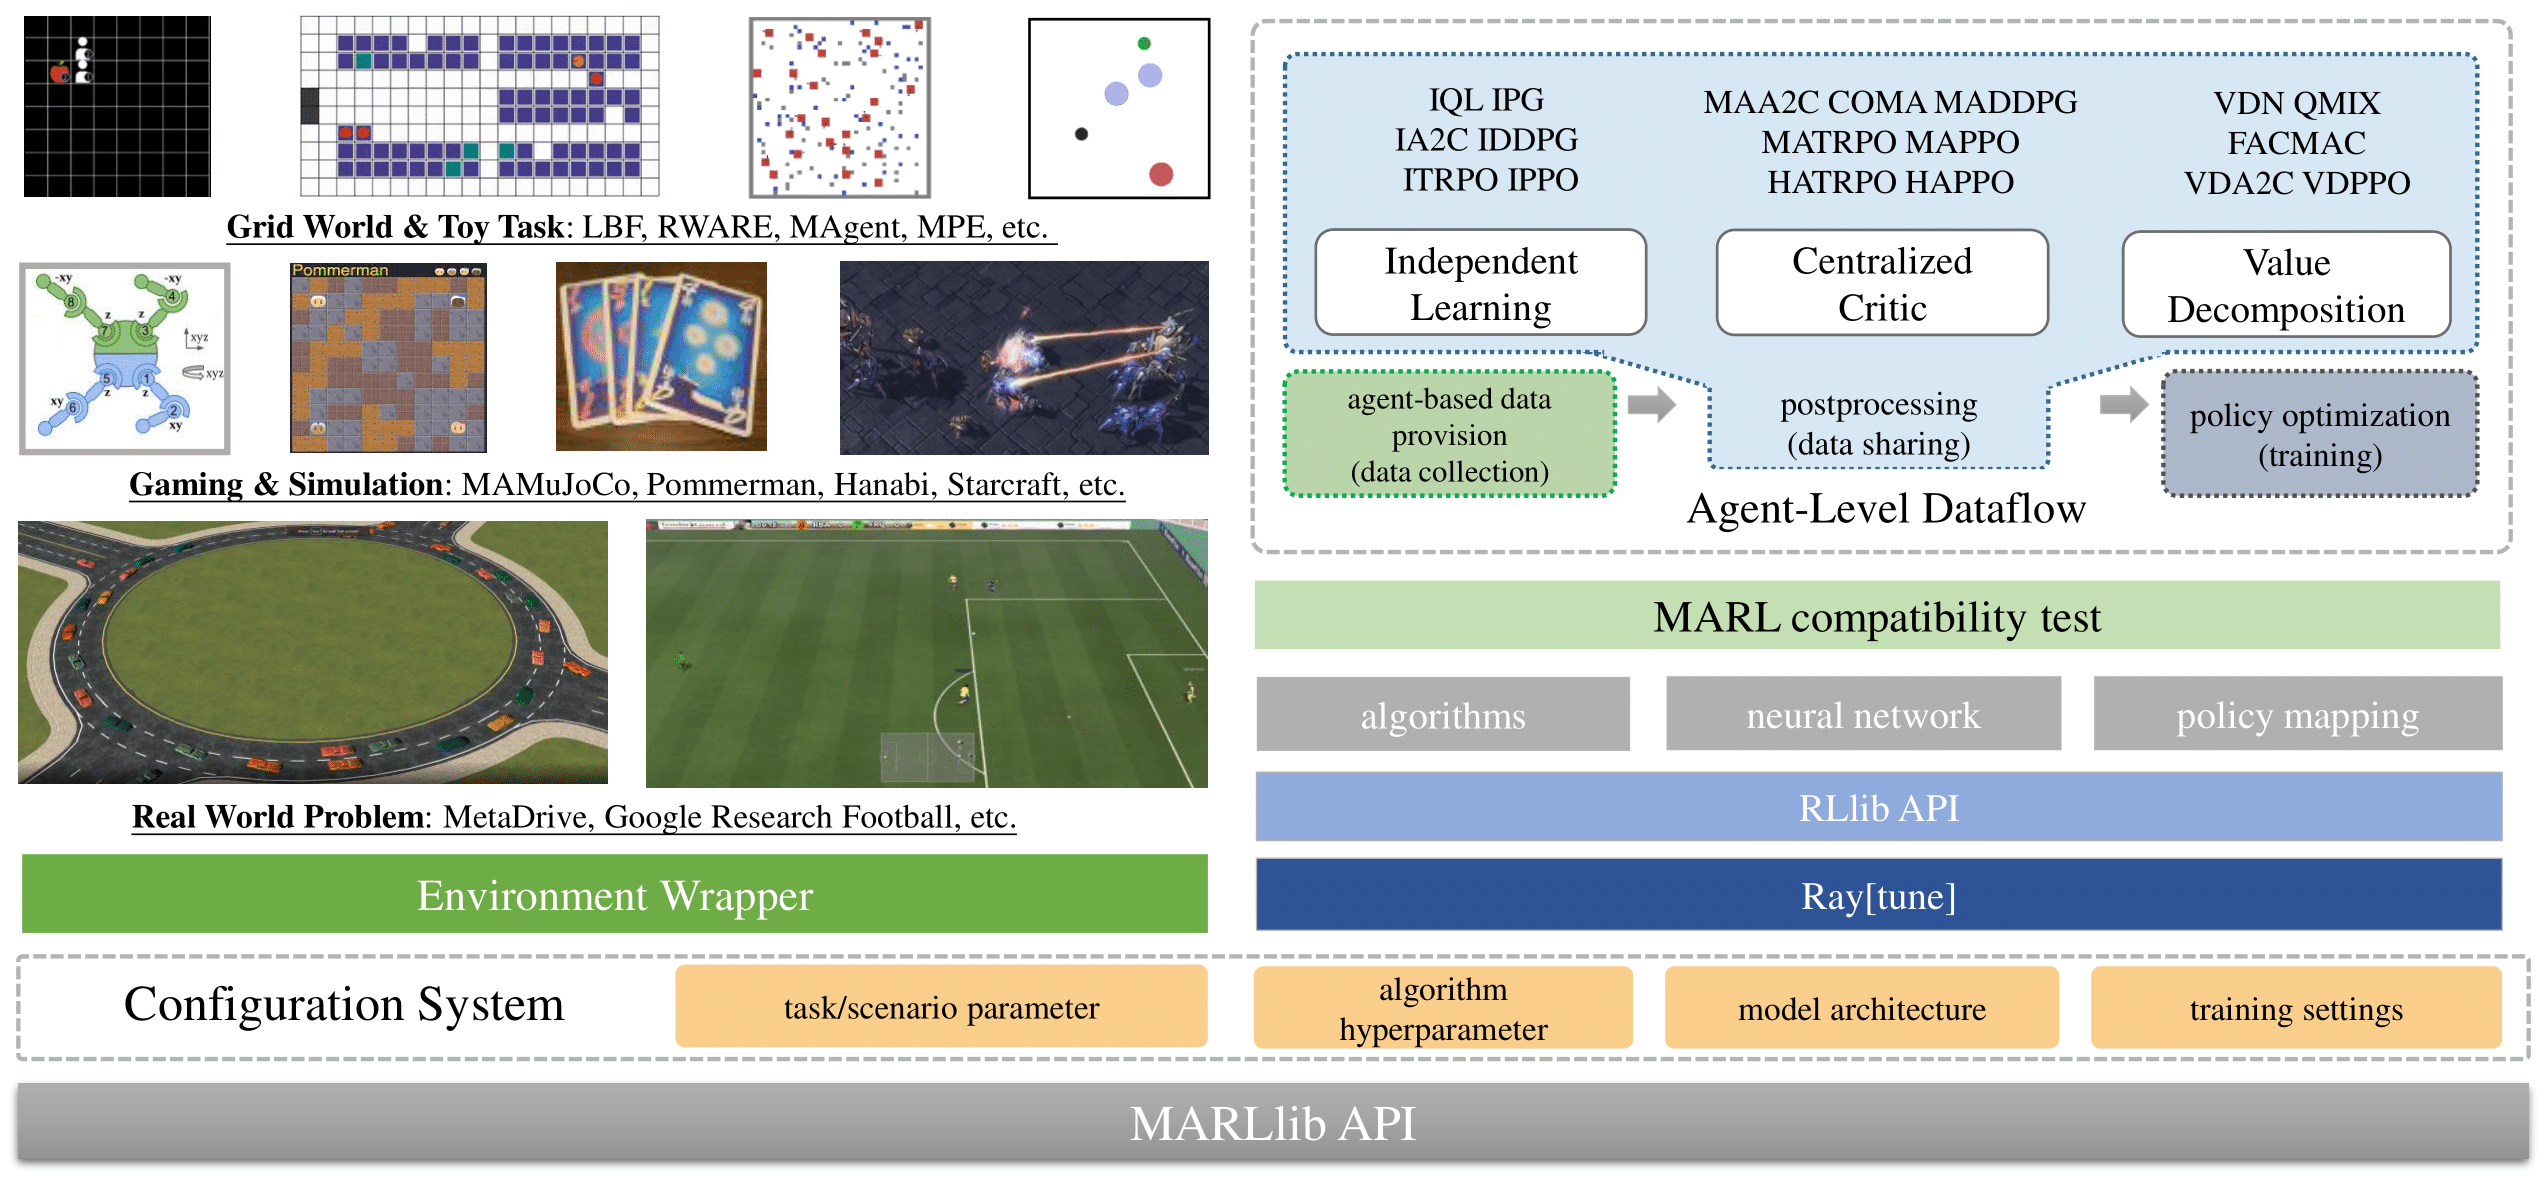 Grid World & Toy Task: LBF, RWARE, MAgent, MPE, etc.
-xy
-xy
8
4
z
z
7
3
xyz
5
1
xyz
z
z
xy
6
2
xy
Pommerman
Gaming & Simulation: MAMuJoCo, Pommerman, Hanabi, Starcraft, etc.
Real World Problem: MetaDrive, Google Research Football, etc.
Environment Wrapper
IQL IPG
IA2C IDDPG
ITRPO IPPO
Independent
Learning
MAA2C COMA MADDPG
MATRPO MAPPO
HATRPO HAPPO
Centralized
Critic
VDN QMIX
FACMAC
VDA2C VDPPO
Value
Decomposition
agent-based data
provision
(data collection)
postprocessing
(data sharing)
policy optimization
(training)
Agent-Level Dataflow
MARL compatibility test
algorithms
neural network
policy mapping
RLlib API
Ray[tune]
Configuration System
task/scenario parameter
algorithm
hyperparameter
model architecture
training settings
MARLlib API